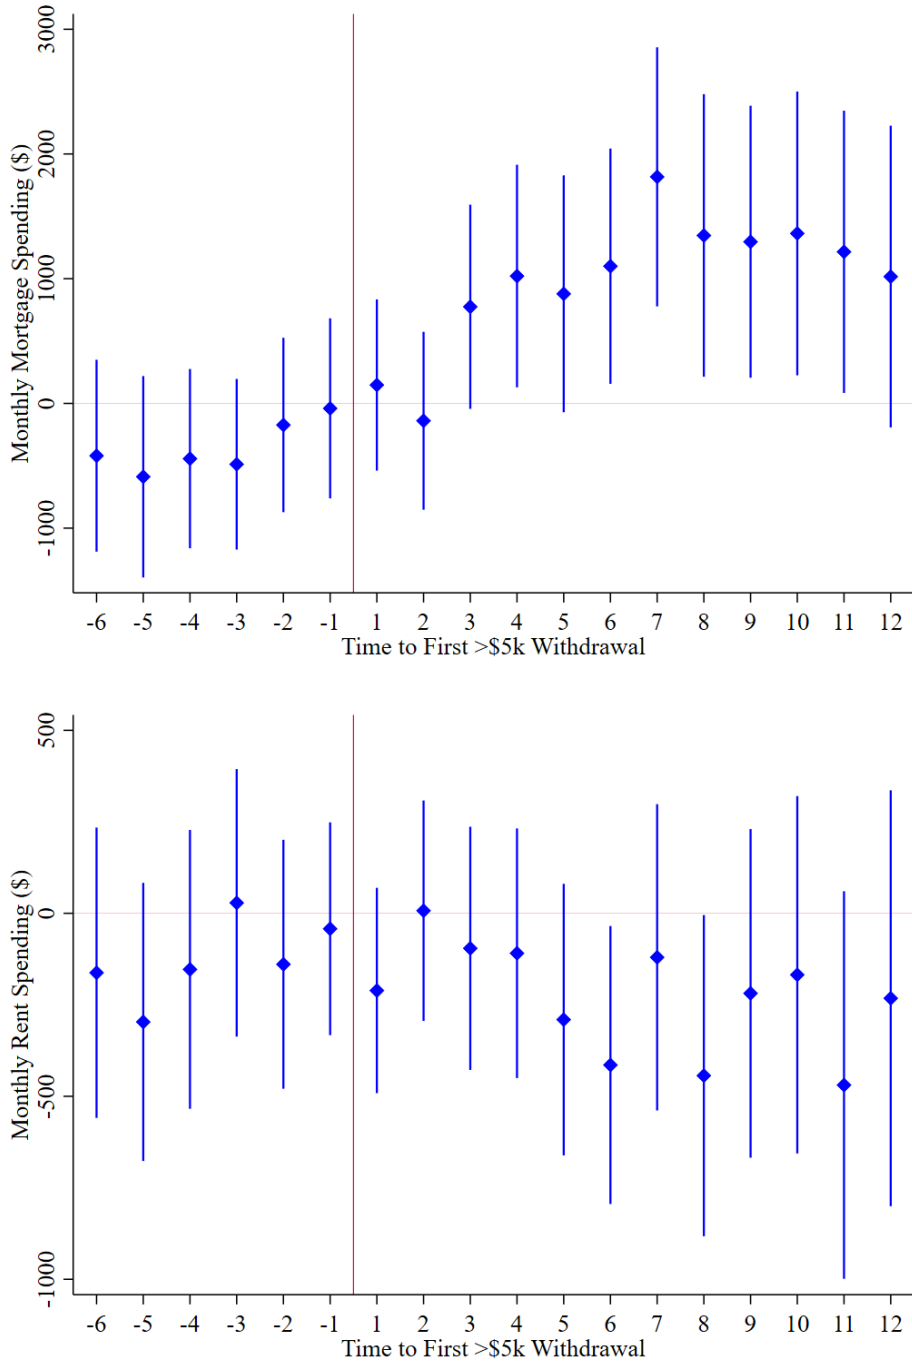 Monthly Mortgage Spending ($)
3000
2000
1000
0
-1000
-6 -5 -4 -3 -2 -1 1 2 3 4 5 6 7 8 9 10 11 12
Time to First >$5k Withdrawal
Monthly Rent Spending ($)
500
0
-500
-1000
-6 -5 -4 -3 -2 -1 1 2 3 4 5 6 7 8 9 10 11 12
Time to First >$5k Withdrawal